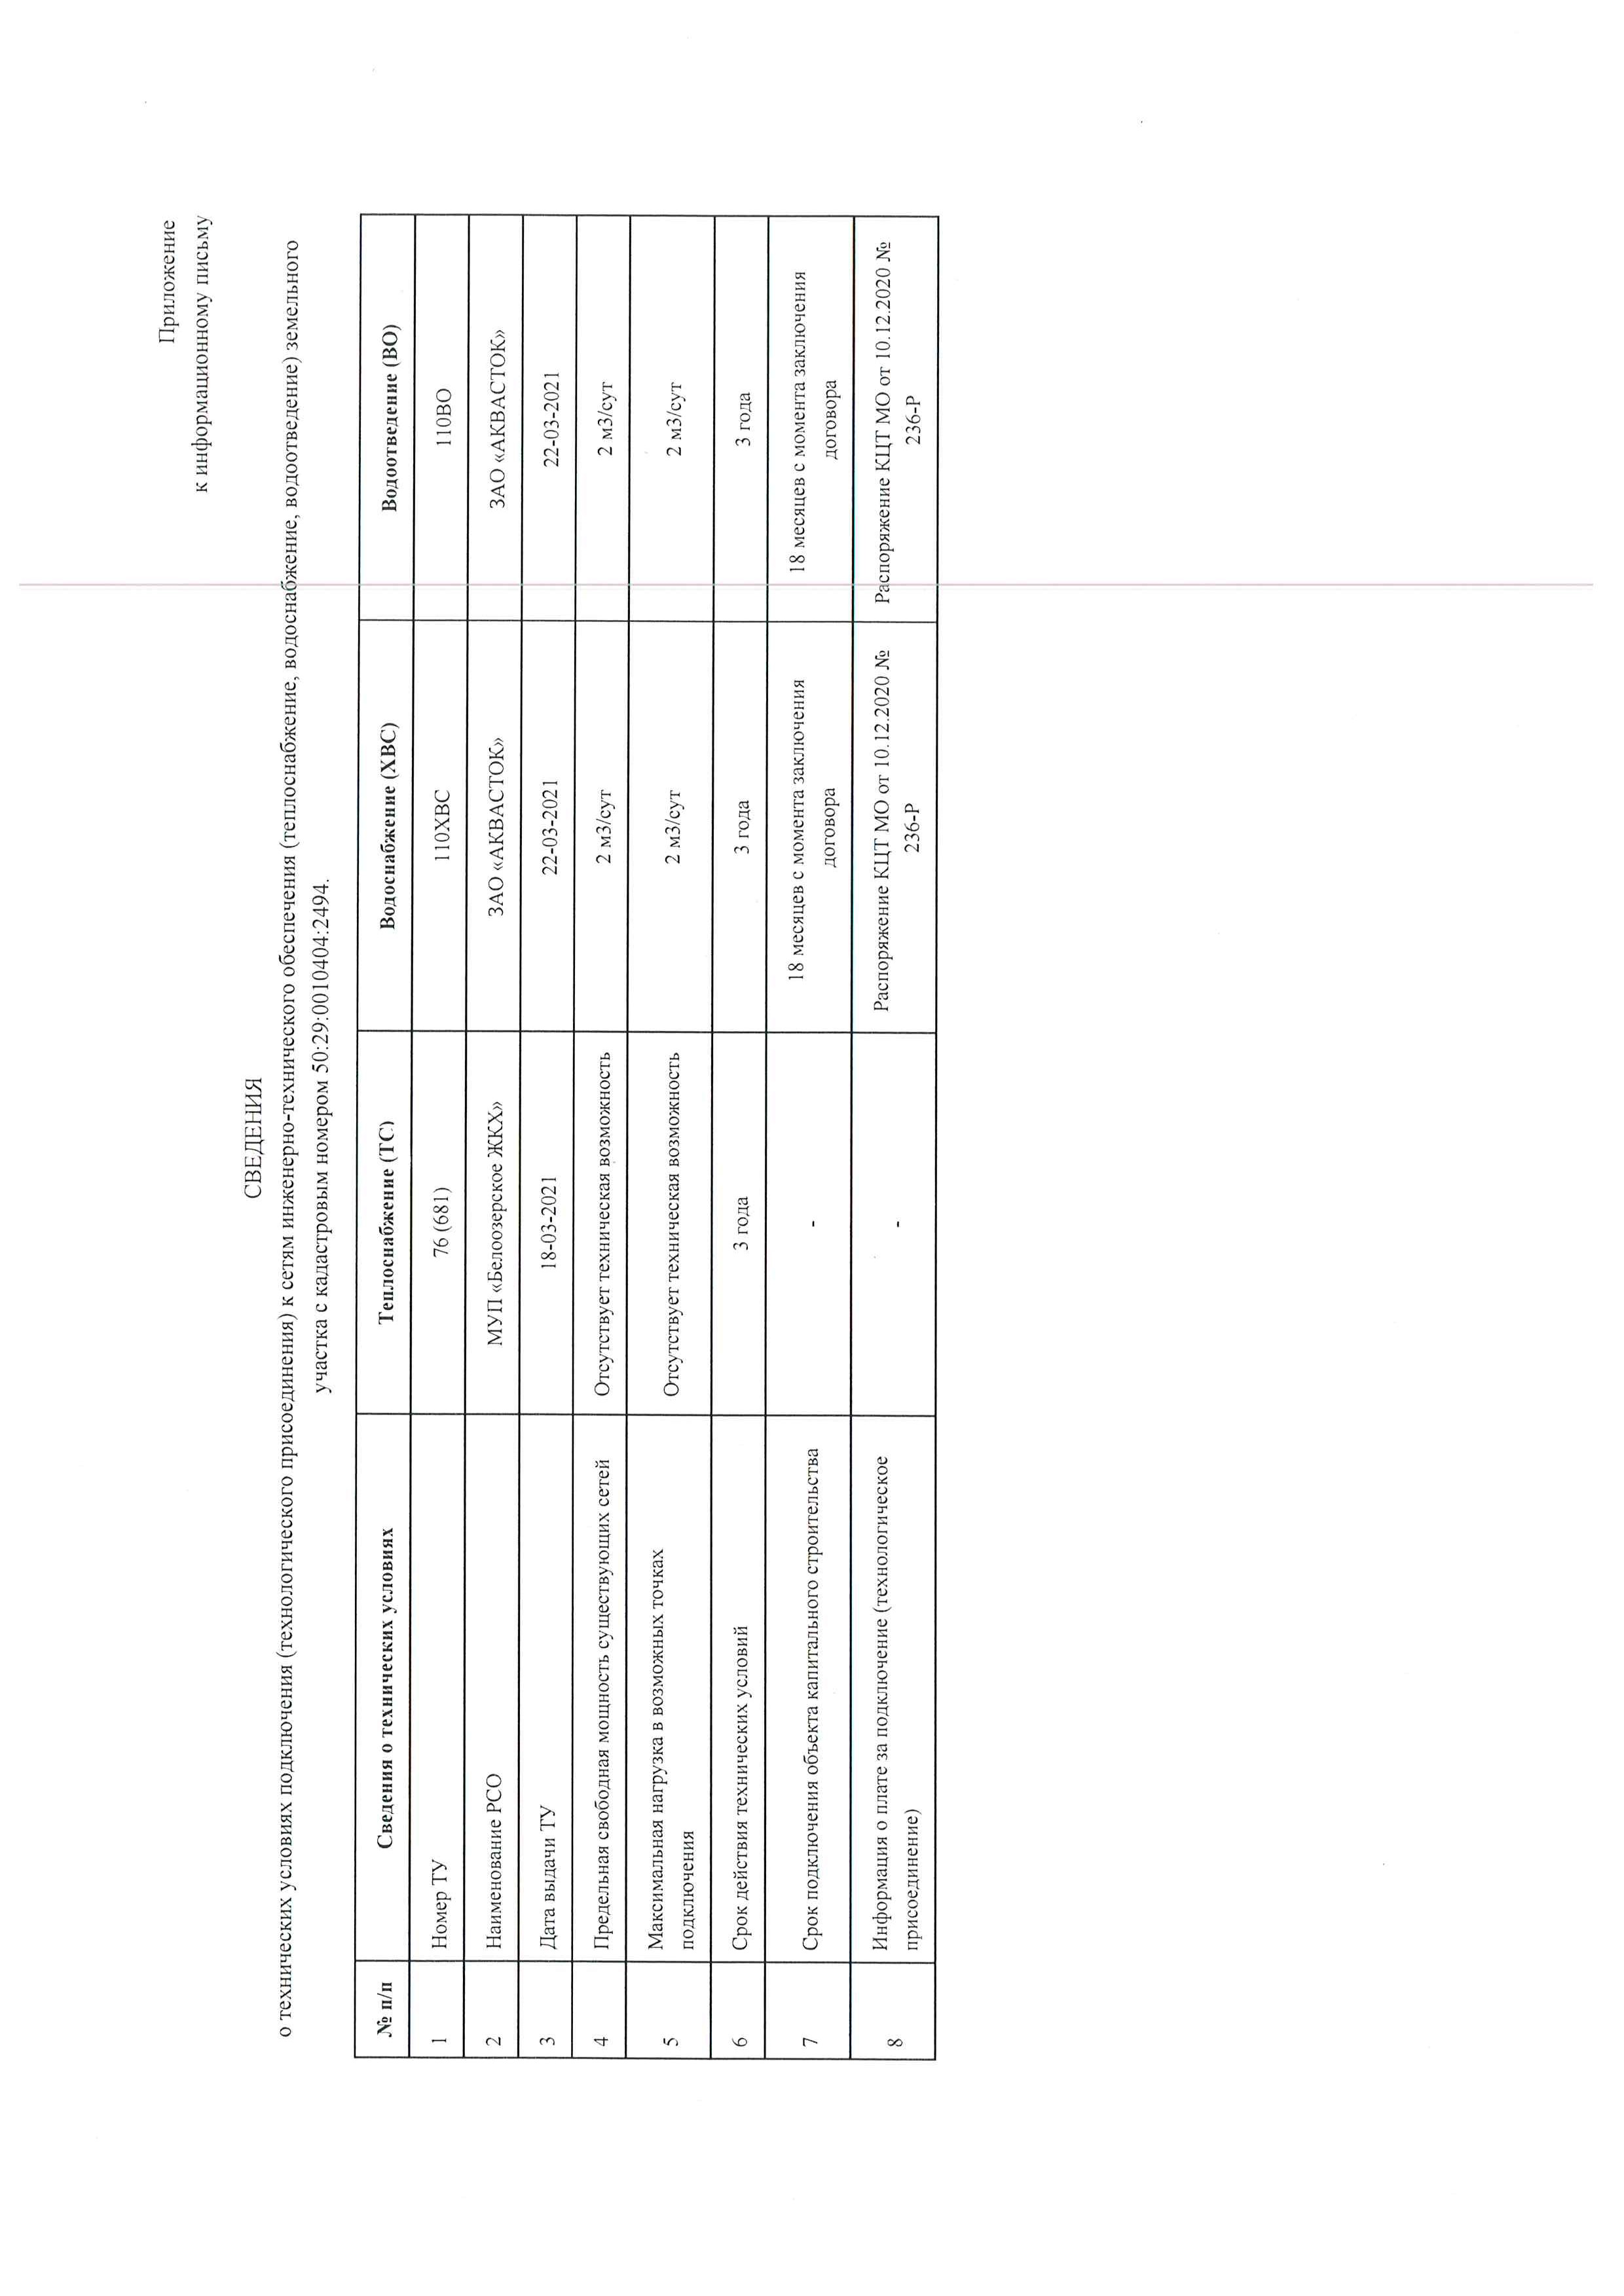 Приложение
к информационному письму
СВЕДЕНИЯ
о технических условиях подключения (технологического присоединения) к сетям инженерно-технического обеспечения (теплоснабжение, водоснабжение, водоотведение) земельного
участка с кадастровым номером 50:29:0010404:2494.
№ п/п Сведения о технических условиях Теплоснабжение (ТС) Водоснабжение (ХВС) Водоотведение (ВО)
1 Номер ТУ 76 (681) 110ХВС 110ВО
2 Наименование РСО МУП «Белоозерское ЖКХ» ЗАО «АКВАСТОК» ЗАО «АКВАСТОК»
3 Дата выдачи ТУ 18-03-2021 22-03-2021 22-03-2021
4 Предельная свободная мощность существующих сетей Отсутствует техническая возможность 2 м3/сут 2 м3/сут
Максимальная нагрузка в возможных точках
5 Отсутствует техническая возможность 2 м3/сут 2 м3/сут
подключения
6 Срок действия технических условий 3 года 3 года 3 года
18 месяцев с момента заключения 18 месяцев с момента заключения
7 Срок подключения объекта капитального строительства -
договора договора
Информация о плате за подключение (технологическое Распоряжение КЦТ МО от 10.12.2020 № Распоряжение КЦТ МО от 10.12.2020 №
8 -
присоединение) 236-Р 236-Р